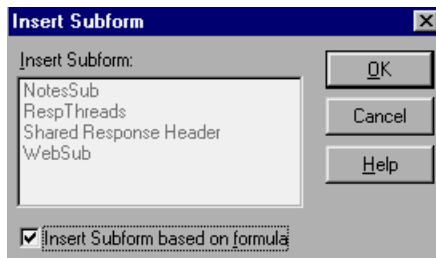 Insert Subform
Insert Subform:
NotesSub
RespThreads
Shared Response Header
WebSub
OK
Cancel
Help
Insert Subform based on formula